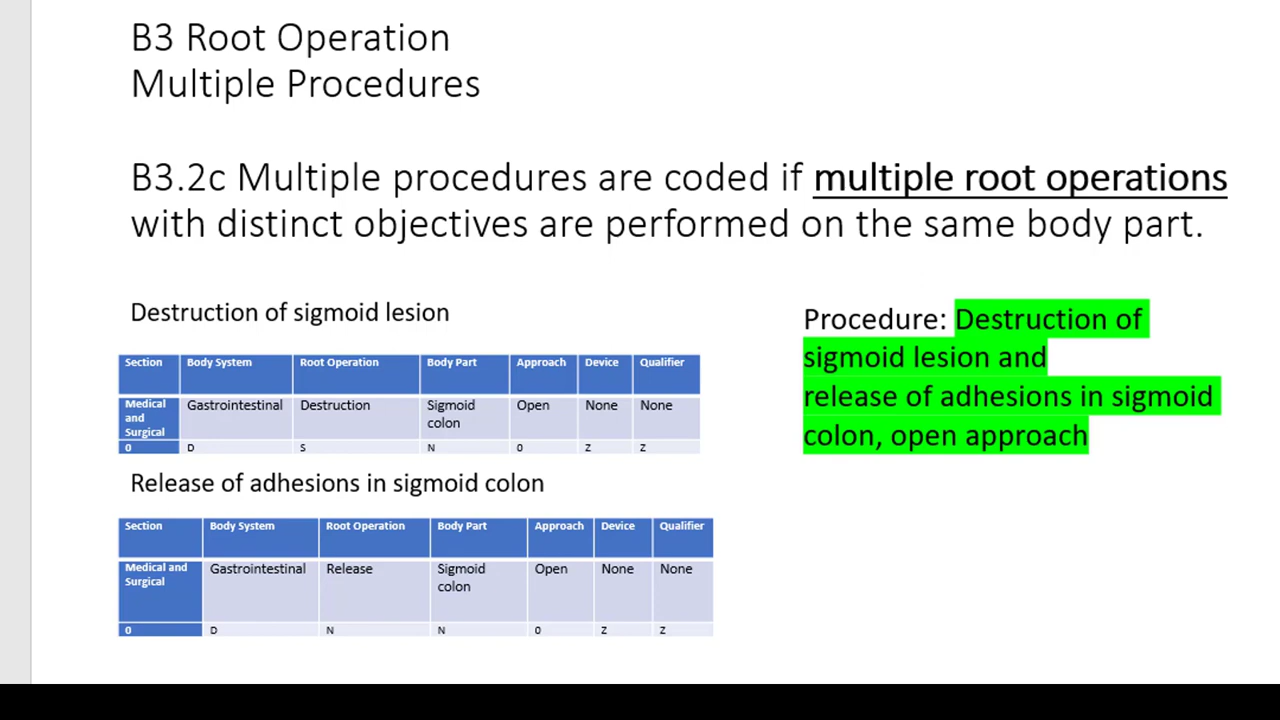 B3 Root Operation
Multiple Procedures
B3.2c Multiple procedures are coded if multiple root operations
with distinct objectives are performed on the same body part.
Destruction of sigmoid lesion
Section Body System Root Operation Body Part Approach Device Qualifier
Medical and Surgical Gastrointestinal Destruction Sigmoid colon Open None None
0 D S N 0 Z Z
Release of adhesions in sigmoid colon
Section Body System Root Operation Body Part Approach Device Qualifier
Medical and Surgical Gastrointestinal Release Sigmoid colon Open None None
0 D N N 0 Z Z
Procedure: Destruction of
sigmoid lesion and
release of adhesions in sigmoid
colon, open approach